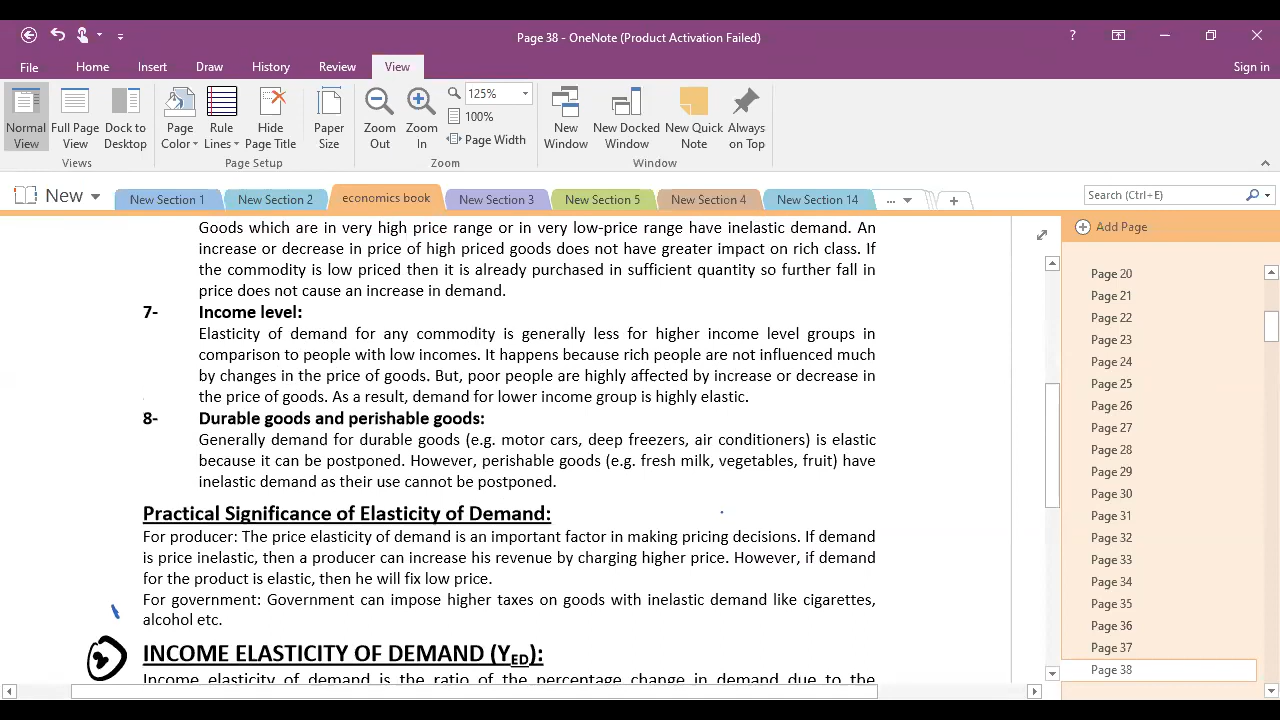 Page 38 - OneNote (Product Activation Failed)
?
File Home Insert Draw History Review View
Sign in
Normal View
Full Page View
Dock to Desktop
Page Color
Rule Lines
Hide Page Title
Paper Size
Zoom Out
Zoom In
125%
100%
Page Width
New Window
New Docked Window
New Quick Note
Always on Top
Views Page Setup Zoom Window
New New Section 1 New Section 2 economics book New Section 3 New Section 5 New Section 4 New Section 14 ...
Search (Ctrl+E)
Goods which are in very high price range or in very low-price range have inelastic demand. An
increase or decrease in price of high priced goods does not have greater impact on rich class. If
the commodity is low priced then it is already purchased in sufficient quantity so further fall in
price does not cause an increase in demand.
7- Income level:
Elasticity of demand for any commodity is generally less for higher income level groups in
comparison to people with low incomes. It happens because rich people are not influenced much
by changes in the price of goods. But, poor people are highly affected by increase or decrease in
the price of goods. As a result, demand for lower income group is highly elastic.
8- Durable goods and perishable goods:
Generally demand for durable goods (e.g. motor cars, deep freezers, air conditioners) is elastic
because it can be postponed. However, perishable goods (e.g. fresh milk, vegetables, fruit) have
inelastic demand as their use cannot be postponed.
Practical Significance of Elasticity of Demand:
For producer: The price elasticity of demand is an important factor in making pricing decisions. If demand
is price inelastic, then a producer can increase his revenue by charging higher price. However, if demand
for the product is elastic, then he will fix low price.
For government: Government can impose higher taxes on goods with inelastic demand like cigarettes,
alcohol etc.
INCOME ELASTICITY OF DEMAND (YED):
Income elasticity of demand is the ratio of the percentage change in demand due to the
Add Page
Page 20
Page 21
Page 22
Page 23
Page 24
Page 25
Page 26
Page 27
Page 28
Page 29
Page 30
Page 31
Page 32
Page 33
Page 34
Page 35
Page 36
Page 37
Page 38